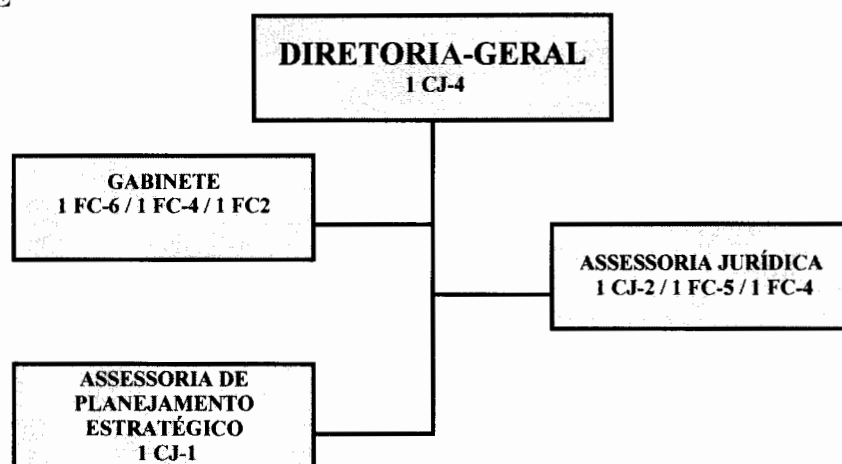 DIRETORIA-GERAL
1 CJ-4
GABINETE
1 FC-6 / 1 FC-4 / 1 FC2
ASSESSORIA JURÍDICA
1 CJ-2 / 1 FC-5 / 1 FC-4
ASSESSORIA DE
PLANEJAMENTO
ESTRATÉGICO
1 CJ-1